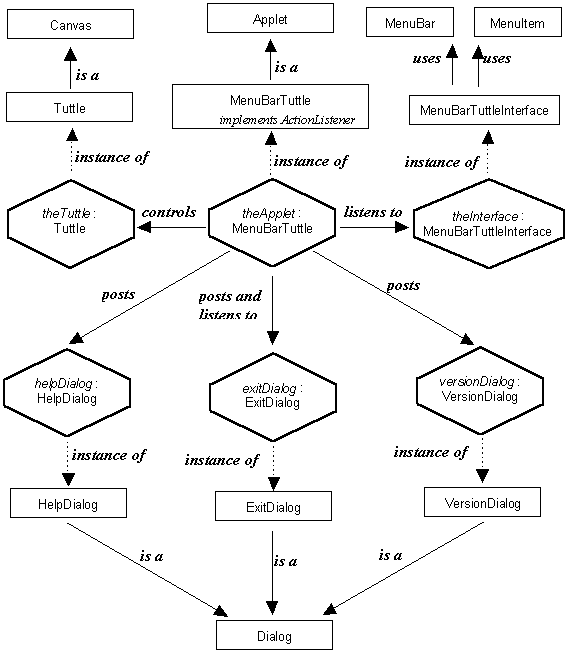 Canvas
Applet
MenuBar
MenuItem
is a
is a
uses
uses
Tuttle
MenuBarTuttle
implements ActionListener
MenuBarTuttleInterface
instance of
instance of
instance of
theTuttle :
Tuttle
controls
theApplet :
MenuBarTuttle
listens to
theInterface :
MenuBarTuttleInterface
posts
posts and
listens to
posts
helpDialog :
HelpDialog
exitDialog :
ExitDialog
versionDialog :
VersionDialog
instance of
instance of
instance of
HelpDialog
ExitDialog
VersionDialog
is a
is a
is a
Dialog